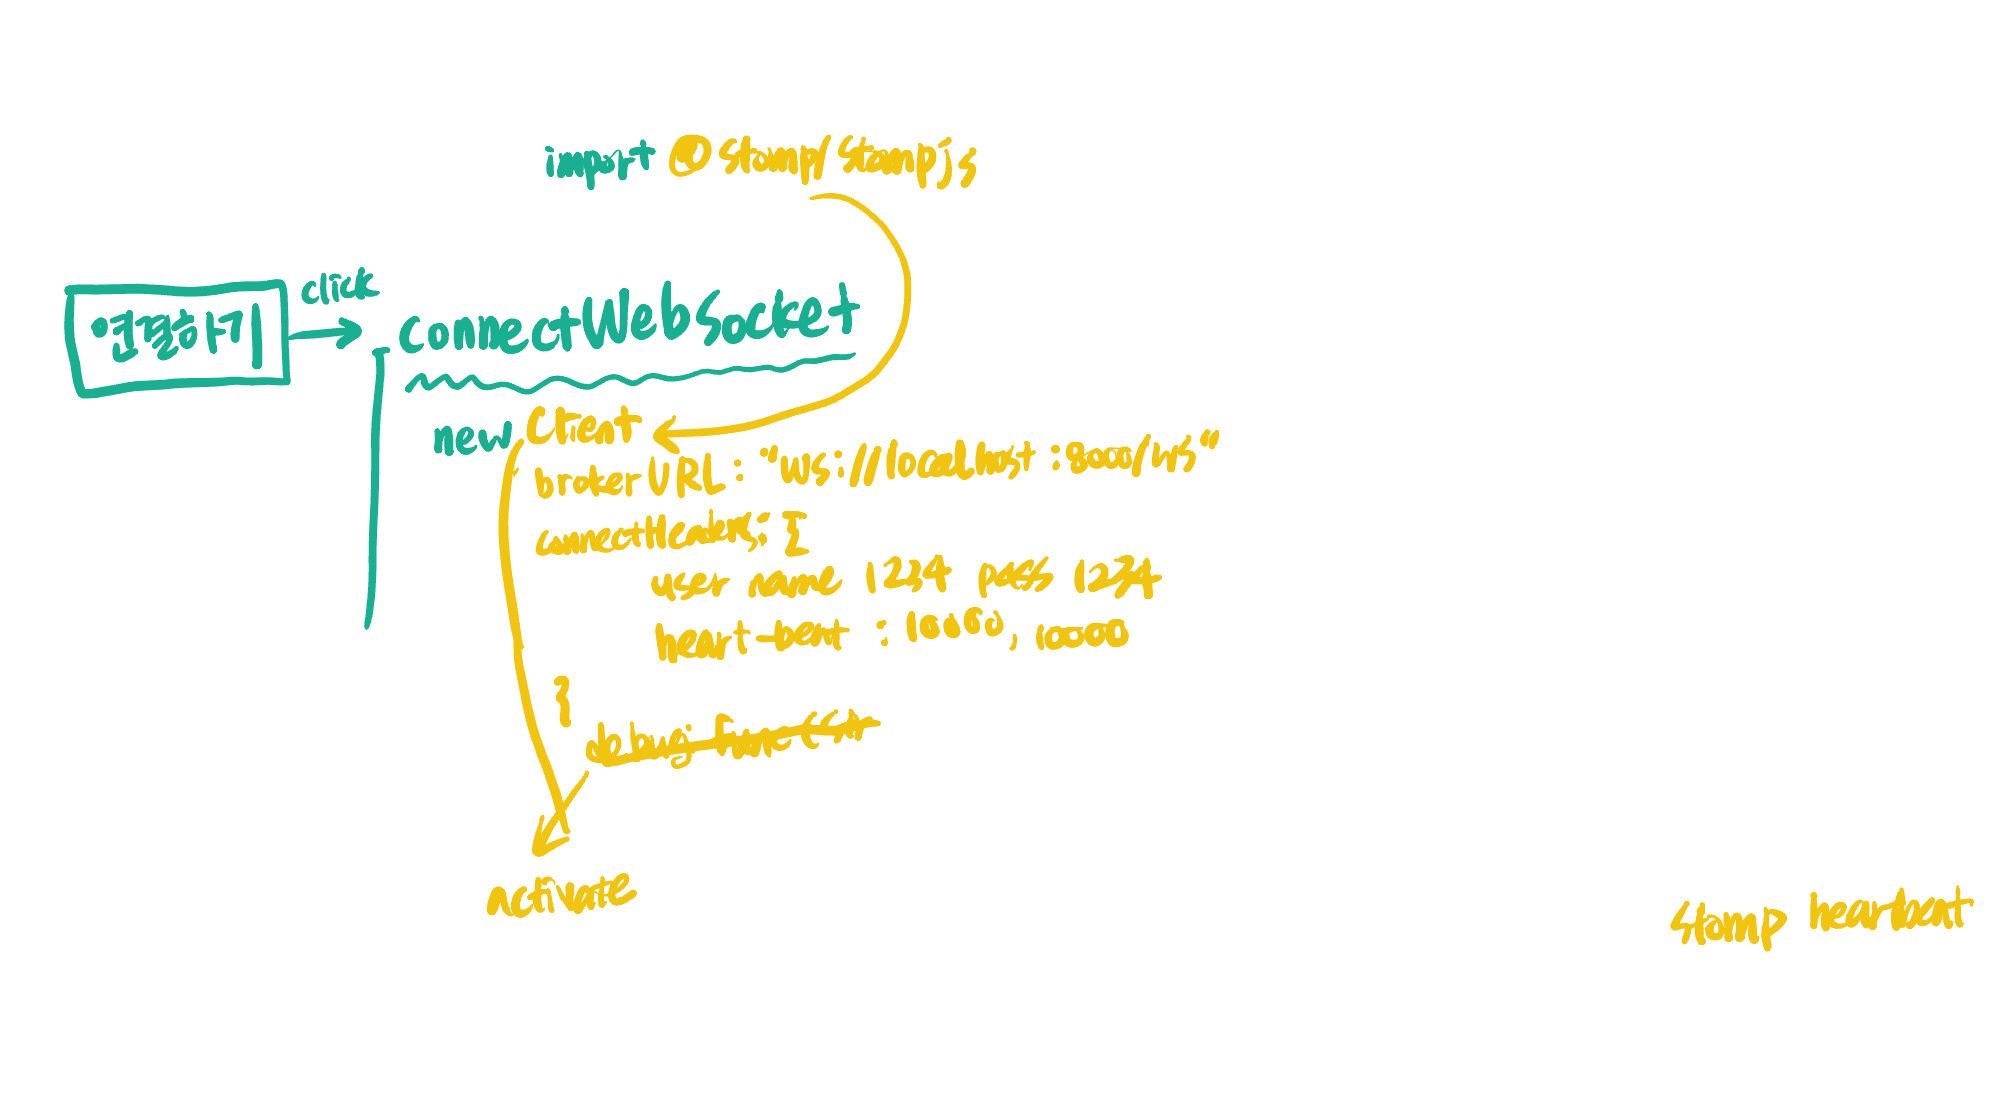 import @stomp/stompjs
click
연결하기
connectWebSocket
new Client
brokerURL: "ws://localhost:8000/ws"
connectHeaders: {
user name 1234 pass 1234
heart-beat : 10000, 10000
}
debug func(str
activate
stomp heartbeat